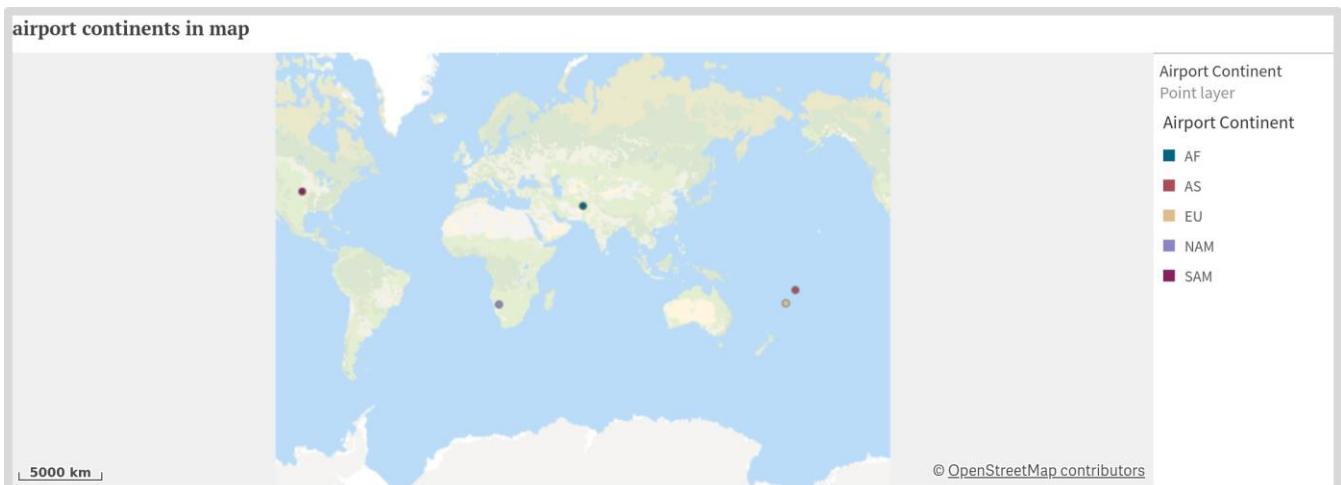 airport continents in map
Airport Continent
Point layer
Airport Continent
AF
AS
EU
NAM
SAM
5000 km
© OpenStreetMap contributors